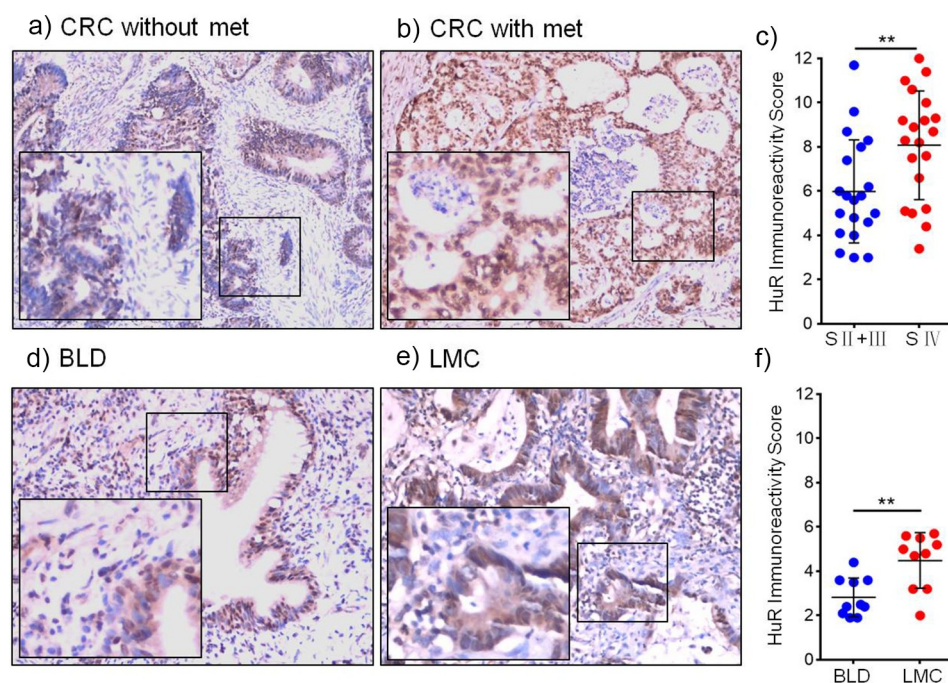 a) CRC without met
b) CRC with met
c)
**
HuR Immunoreactivity Score
12
10
8
6
4
2
0
S II+III
S IV
d) BLD
e) LMC
f)
**
HuR Immunoreactivity Score
12
10
8
6
4
2
0
BLD
LMC